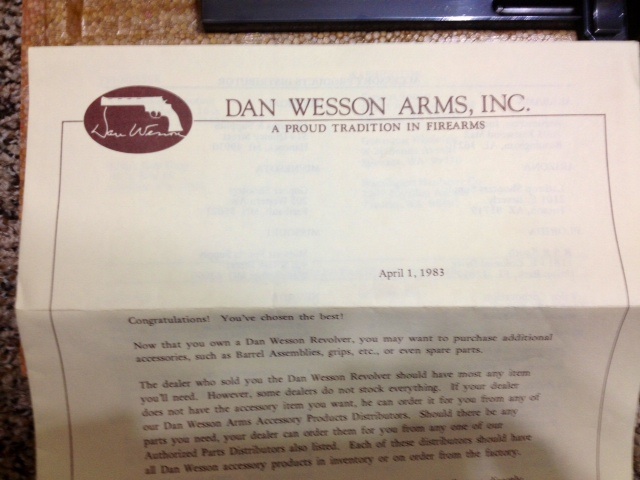 Dan Wesson
DAN WESSON ARMS, INC.
A PROUD TRADITION IN FIREARMS
April 1, 1983
Congratulations! You've chosen the best!
Now that you own a Dan Wesson Revolver, you may want to purchase additional
accessories, such as Barrel Assemblies, grips, etc., or even spare parts.
The dealer who sold you the Dan Wesson Revolver should have most any item
you'll need. However, some dealers do not stock everything. If your dealer
does not have the accessory item you want, he can order it for you from any of
our Dan Wesson Arms Accessory Products Distributors. Should there be any
parts you need, your dealer can order them for you from any one of our
Authorized Parts Distributors also listed. Each of these distributors should have
all Dan Wesson accessory products in inventory or on order from the factory.